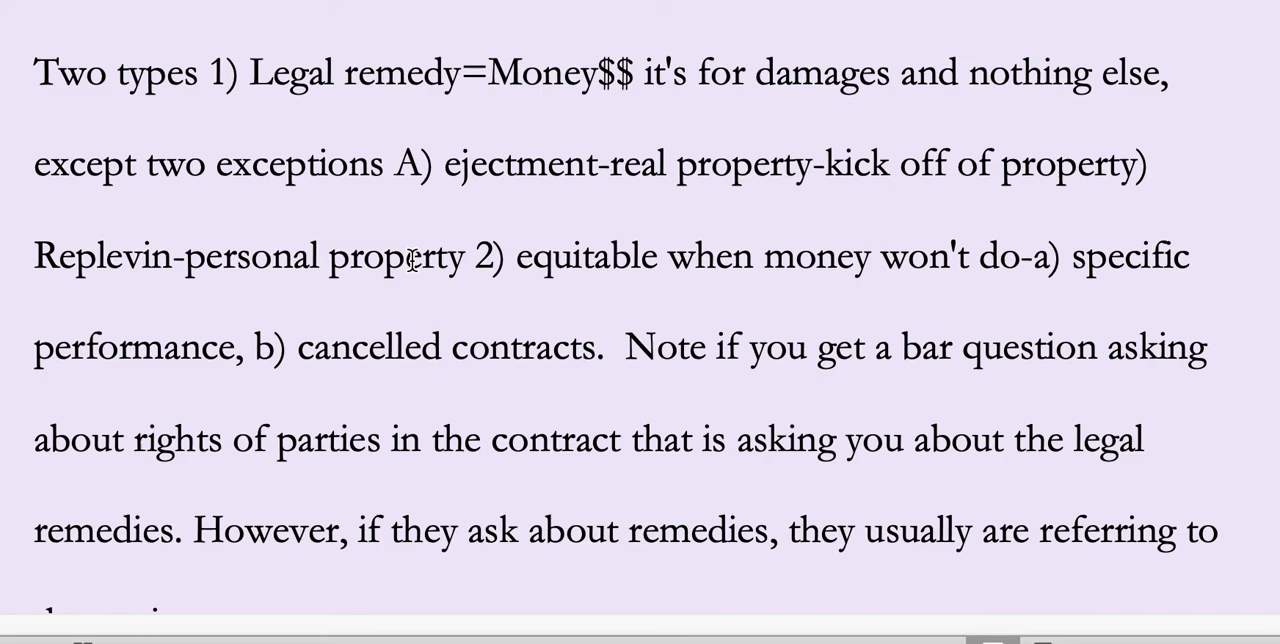 Two types 1) Legal remedy=Money$$ it's for damages and nothing else,
except two exceptions A) ejectment-real property-kick off of property)
Replevin-personal property 2) equitable when money won't do-a) specific
performance, b) cancelled contracts.  Note if you get a bar question asking
about rights of parties in the contract that is asking you about the legal
remedies. However, if they ask about remedies, they usually are referring to